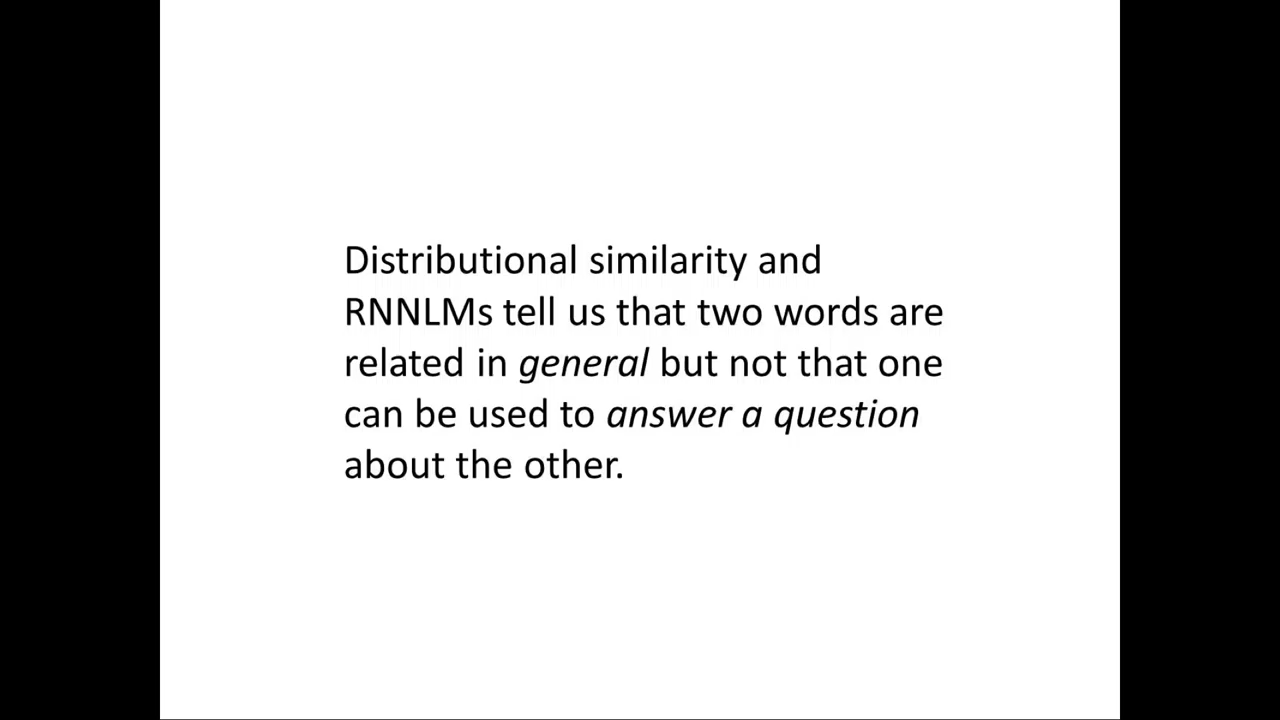 Distributional similarity and
RNNLMs tell us that two words are
related in general but not that one
can be used to answer a question
about the other.